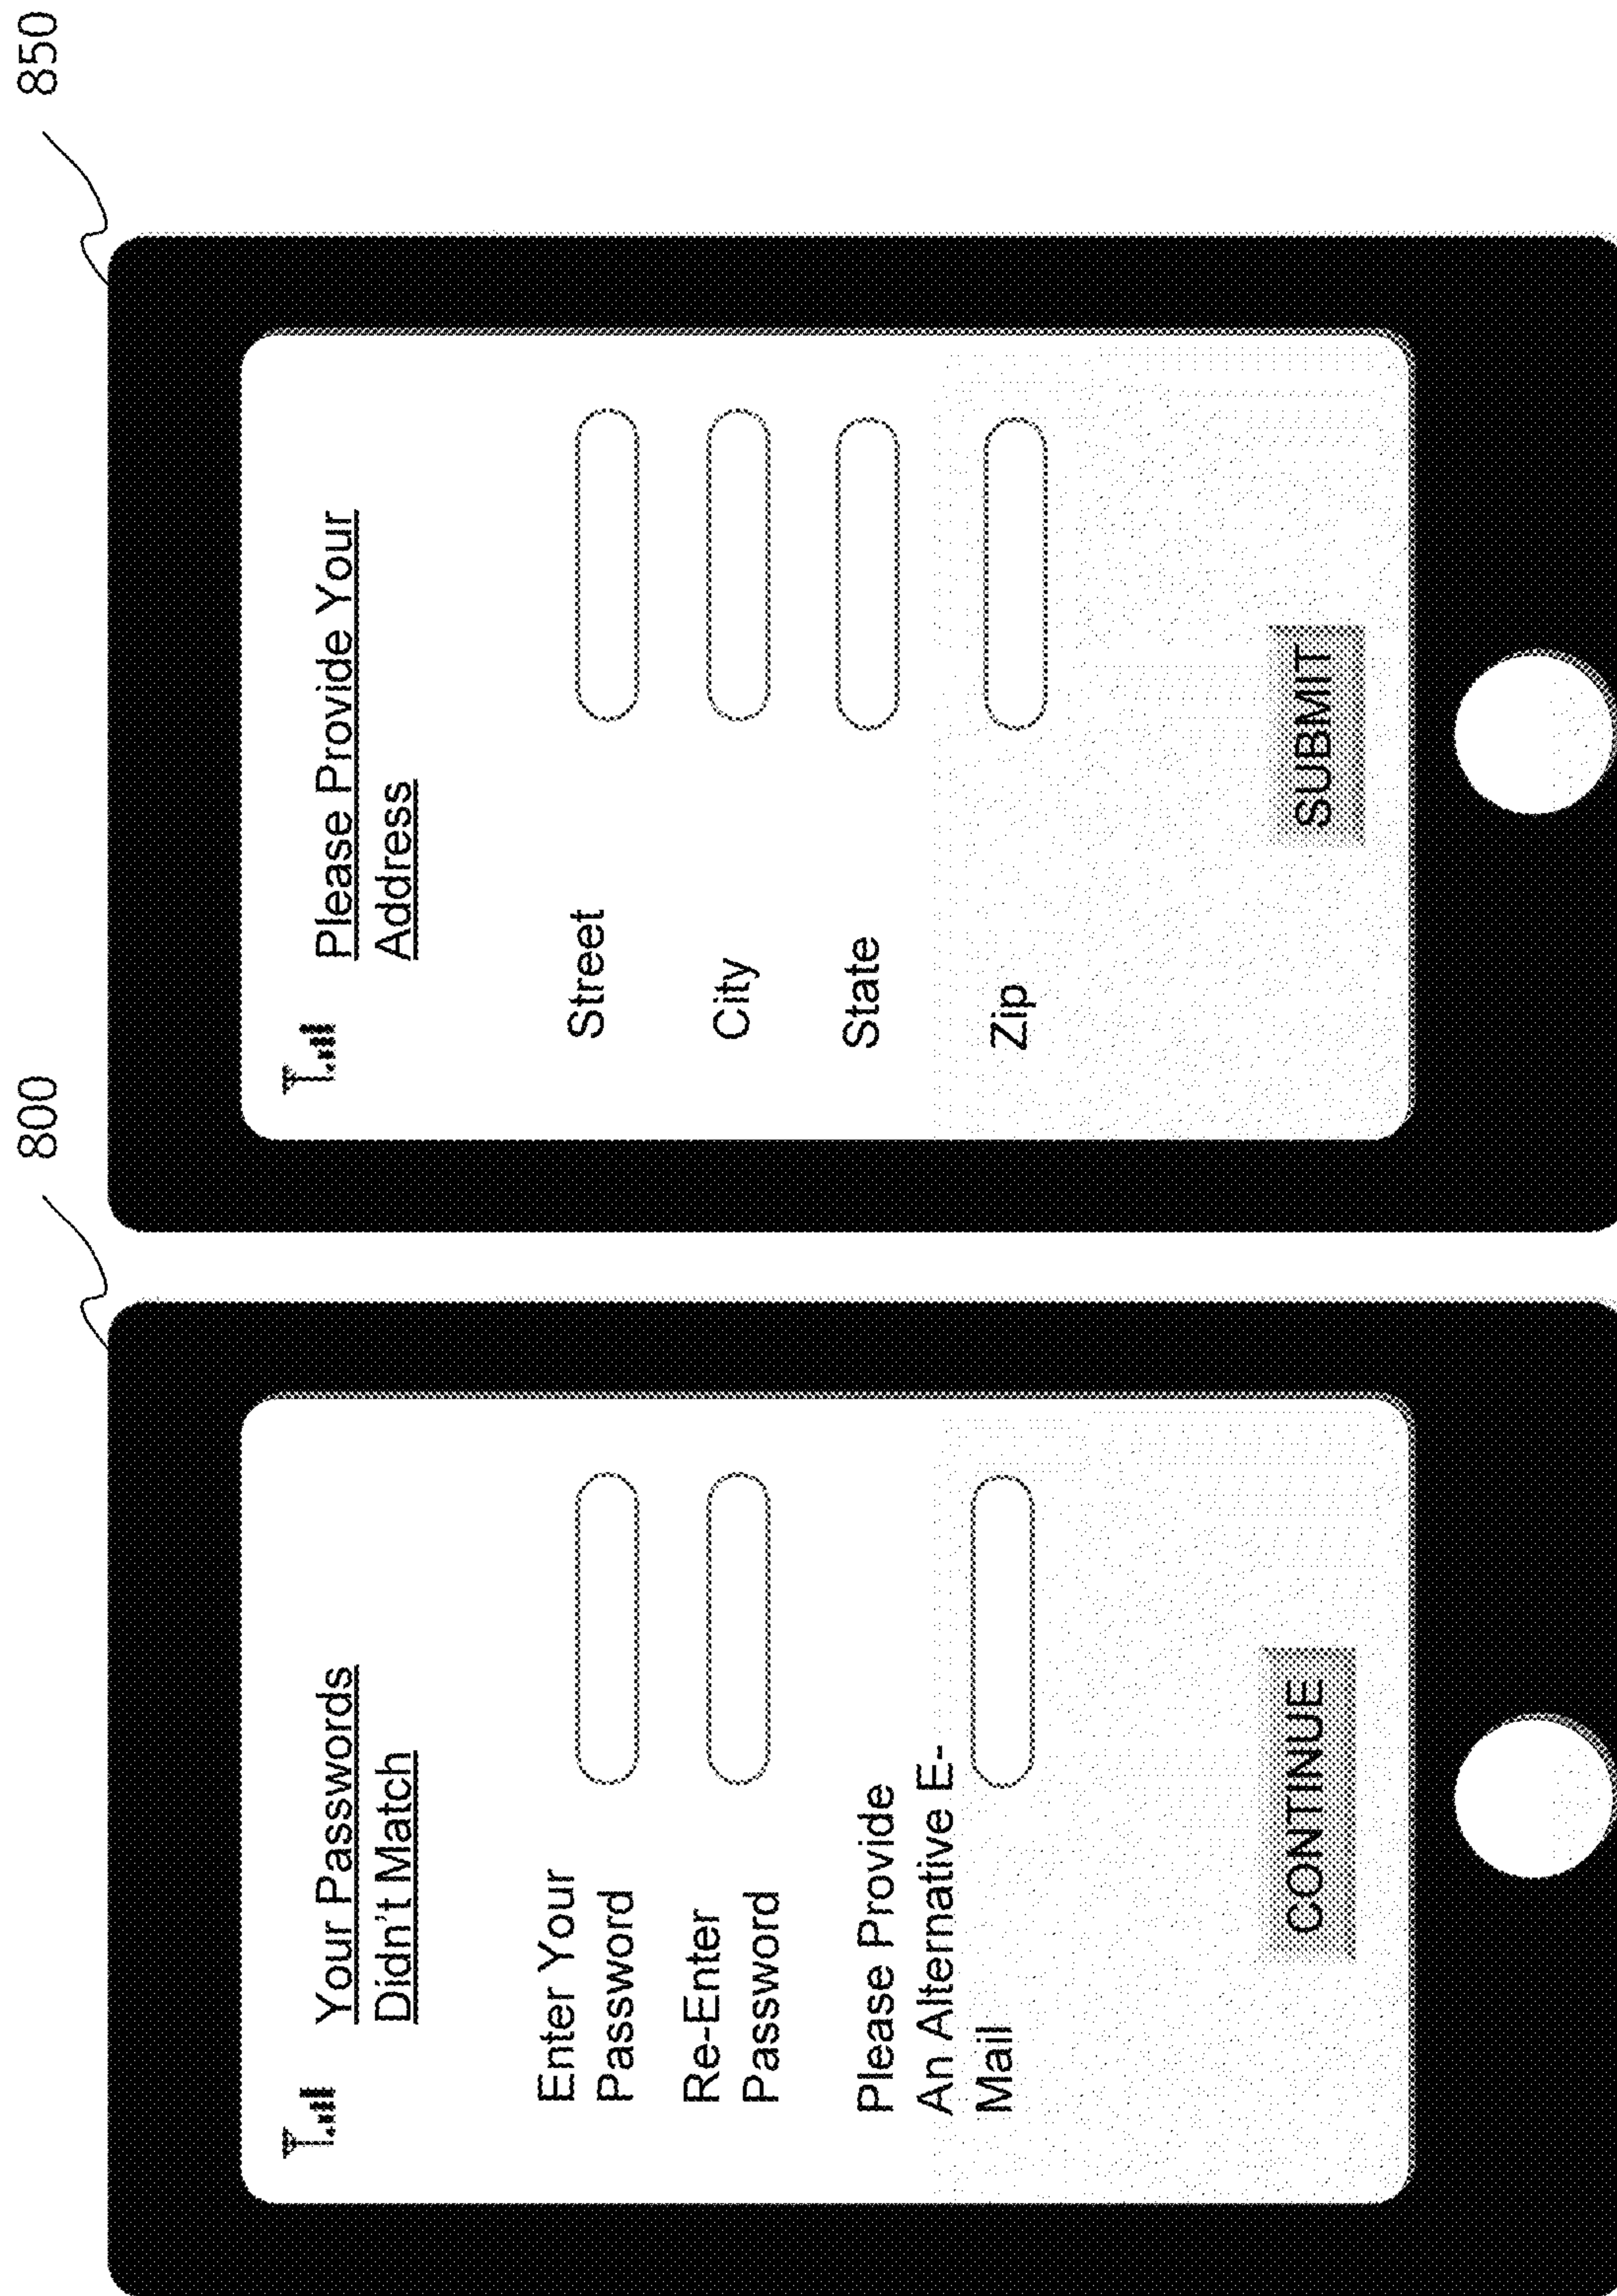 800
Your Passwords
Didn't Match
Enter Your
Password
Re-Enter
Password
Please Provide
An Alternative E-
Mail
CONTINUE
850
Please Provide Your
Address
Street
City
State
Zip
SUBMIT